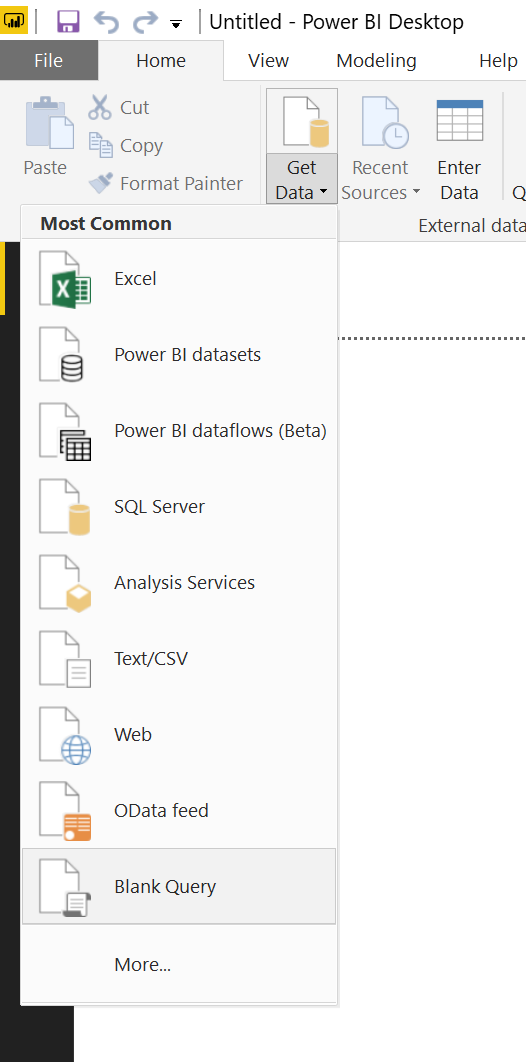 Untitled - Power BI Desktop
File Home View Modeling Help
Cut
Copy
Format Painter
Paste
Get Data
Recent Sources
Enter Data
Q
External data
Most Common
Excel
Power BI datasets
Power BI dataflows (Beta)
SQL Server
Analysis Services
Text/CSV
Web
OData feed
Blank Query
More...